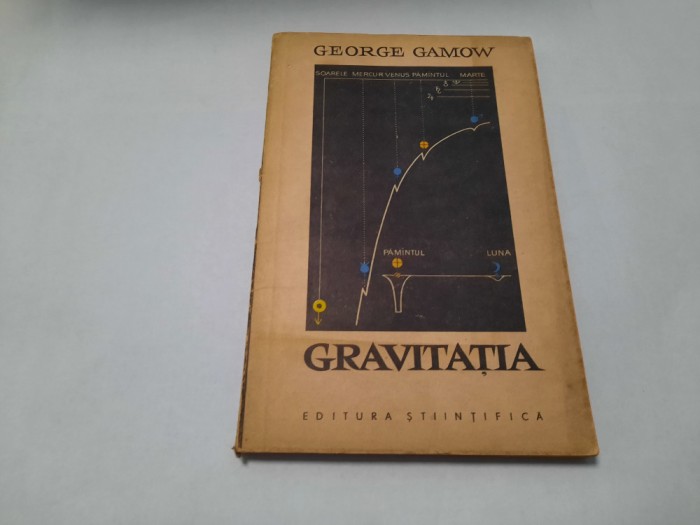 GEORGE GAMOW
SOARELE MERCUR VENUS PĂMÎNTUL MARTE
PĂMÎNTUL LUNA
GRAVITAȚIA
EDITURA ȘTIINȚIFICĂ